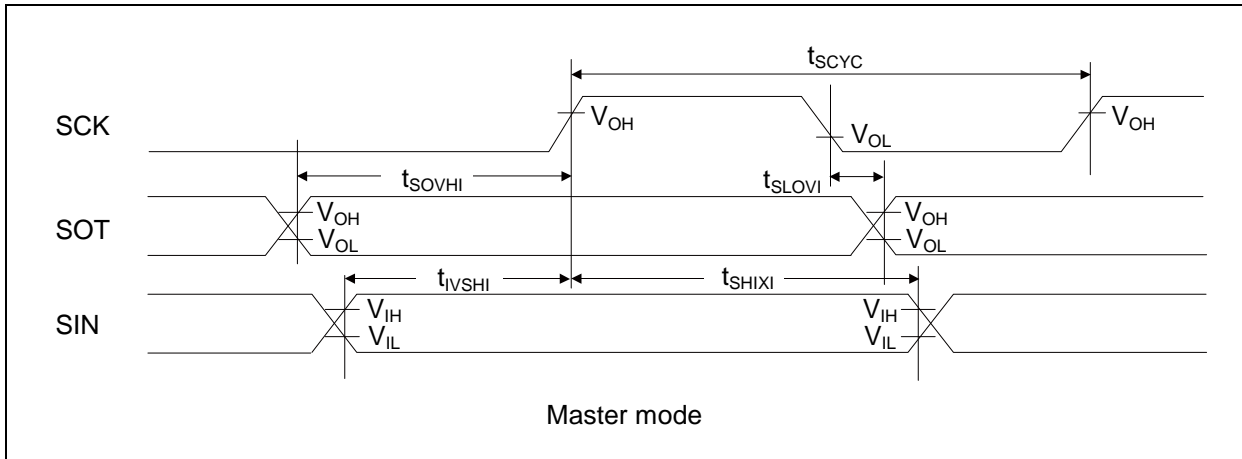 tSCYC
SCK
VOH
VOL
VOH
tSOVHI
tSLOVI
SOT
VOH
VOL
VOH
VOL
tIVSHI
tSHIXI
SIN
VIH
VIL
VIH
VIL
Master mode